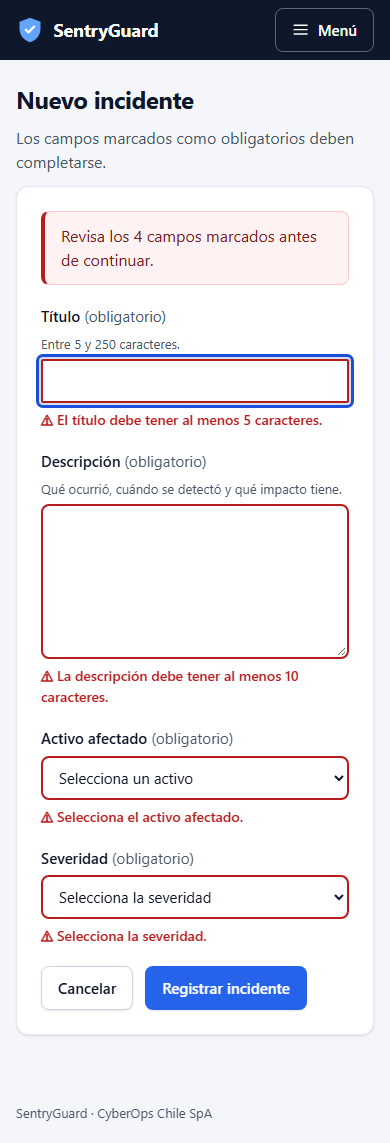 SentryGuard
Menú
Nuevo incidente
Los campos marcados como obligatorios deben
completarse.
Revisa los 4 campos marcados antes
de continuar.
Título (obligatorio)
Entre 5 y 250 caracteres.
⚠ El título debe tener al menos 5 caracteres.
Descripción (obligatorio)
Qué ocurrió, cuándo se detectó y qué impacto tiene.
⚠ La descripción debe tener al menos 10
caracteres.
Activo afectado (obligatorio)
Selecciona un activo
⚠ Selecciona el activo afectado.
Severidad (obligatorio)
Selecciona la severidad
⚠ Selecciona la severidad.
Cancelar
Registrar incidente
SentryGuard · CyberOps Chile SpA